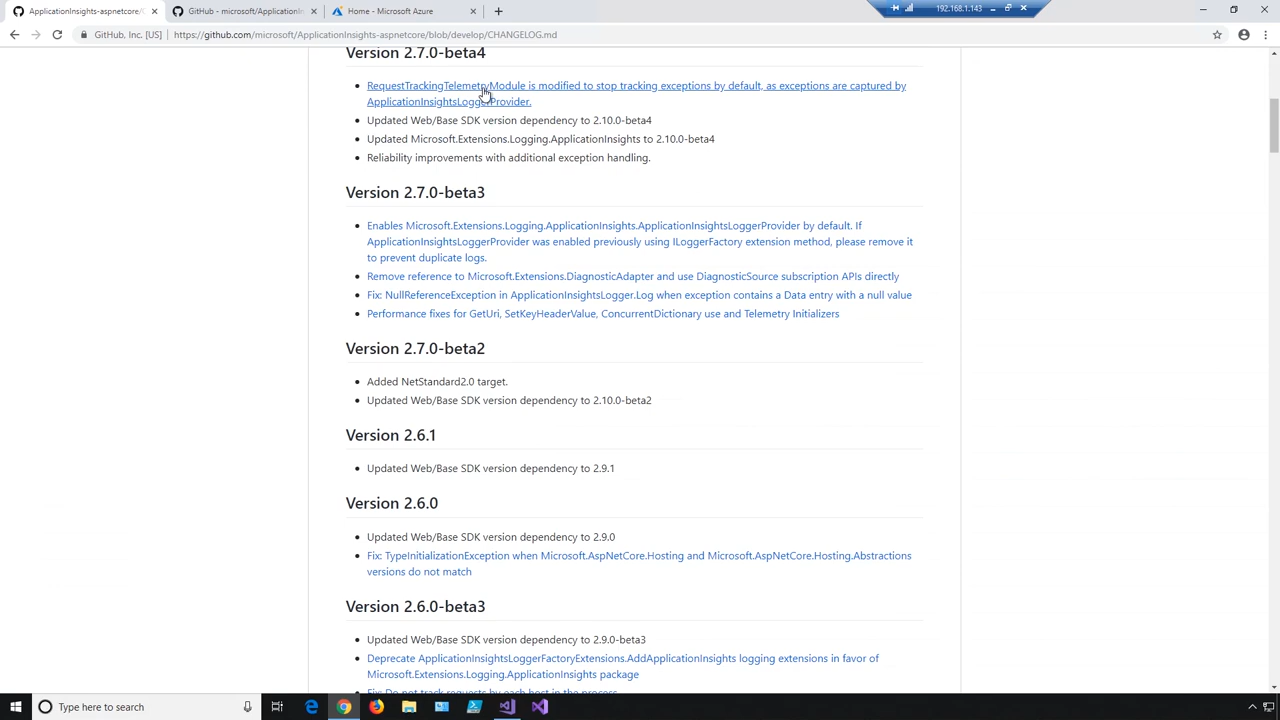 ApplicationInsights-aspnetcore/C
GitHub - microsoft/ApplicationIn
Home - Microsoft Azure
192.168.1.143
GitHub, Inc. [US]
https://github.com/microsoft/ApplicationInsights-aspnetcore/blob/develop/CHANGELOG.md
Version 2.7.0-beta4
RequestTrackingTelemetryModule is modified to stop tracking exceptions by default, as exceptions are captured by
ApplicationInsightsLoggerProvider.
Updated Web/Base SDK version dependency to 2.10.0-beta4
Updated Microsoft.Extensions.Logging.ApplicationInsights to 2.10.0-beta4
Reliability improvements with additional exception handling.
Version 2.7.0-beta3
Enables Microsoft.Extensions.Logging.ApplicationInsights.ApplicationInsightsLoggerProvider by default. If
ApplicationInsightsLoggerProvider was enabled previously using ILoggerFactory extension method, please remove it
to prevent duplicate logs.
Remove reference to Microsoft.Extensions.DiagnosticAdapter and use DiagnosticSource subscription APIs directly
Fix: NullReferenceException in ApplicationInsightsLogger.Log when exception contains a Data entry with a null value
Performance fixes for GetUri, SetKeyHeaderValue, ConcurrentDictionary use and Telemetry Initializers
Version 2.7.0-beta2
Added NetStandard2.0 target.
Updated Web/Base SDK version dependency to 2.10.0-beta2
Version 2.6.1
Updated Web/Base SDK version dependency to 2.9.1
Version 2.6.0
Updated Web/Base SDK version dependency to 2.9.0
Fix: TypeInitializationException when Microsoft.AspNetCore.Hosting and Microsoft.AspNetCore.Hosting.Abstractions
versions do not match
Version 2.6.0-beta3
Updated Web/Base SDK version dependency to 2.9.0-beta3
Deprecate ApplicationInsightsLoggerFactoryExtensions.AddApplicationInsights logging extensions in favor of
Microsoft.Extensions.Logging.ApplicationInsights package
Fix: Do not track requests by each host in the process
Type here to search